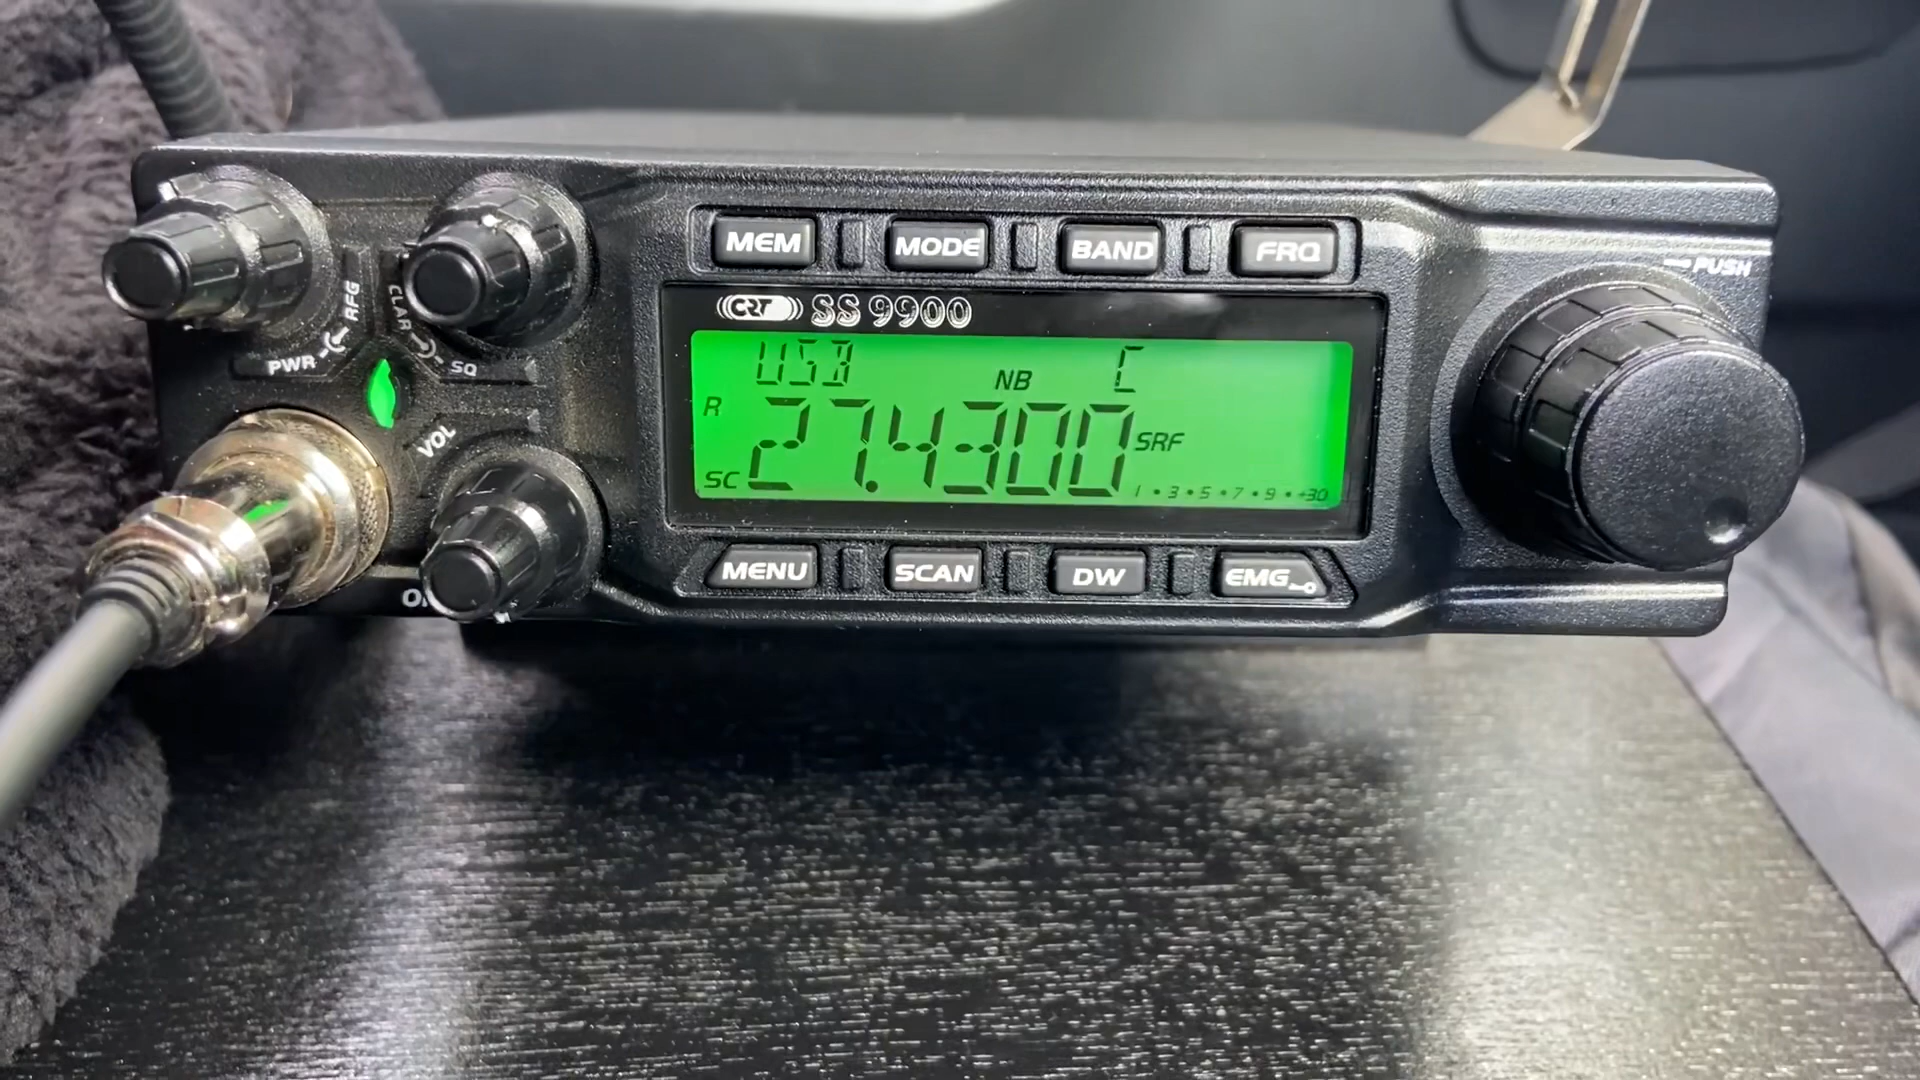 MEM MODE BAND FRQ
PUSH
CRT SS 9900
RFG CLAR
PWR SQ
USB NB C
R
27.4300 SRF
SC
1 • 3 • 5 • 7 • 9 • +30
VOL
MENU SCAN DW EMG